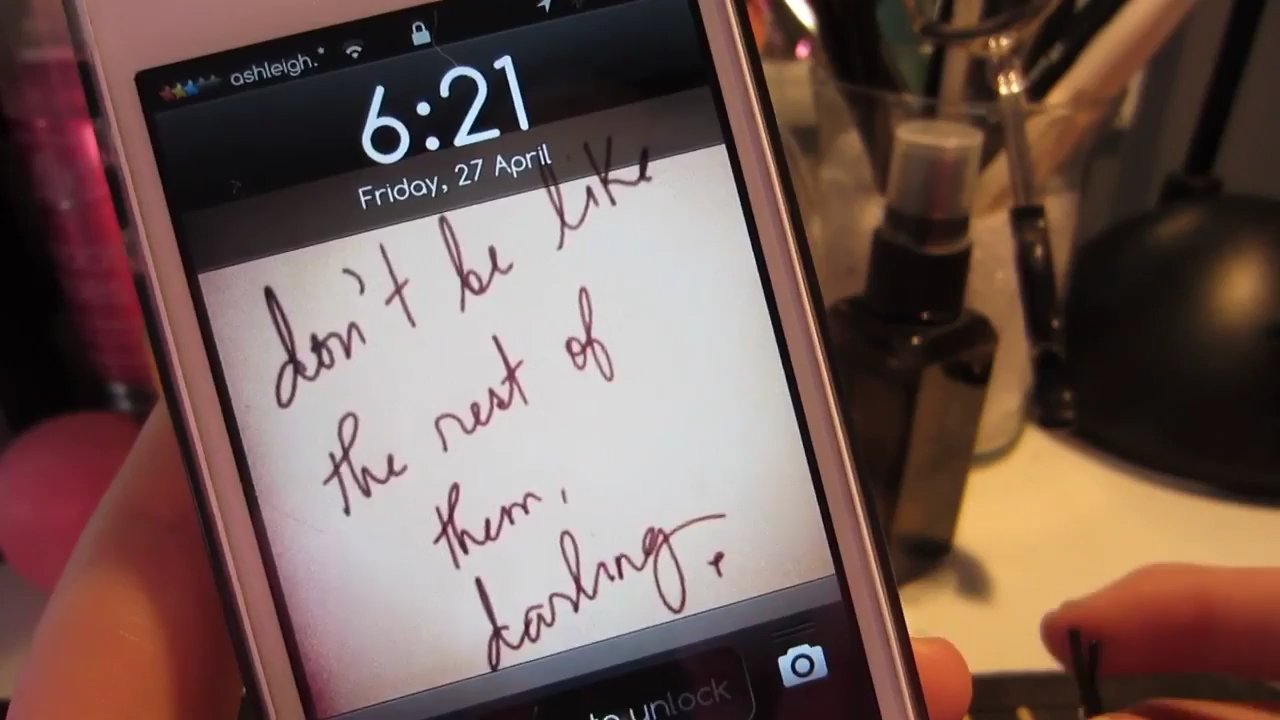 ashleigh.*
6:21
Friday, 27 April
don't be like
the rest of
them,
darling.
to unlock